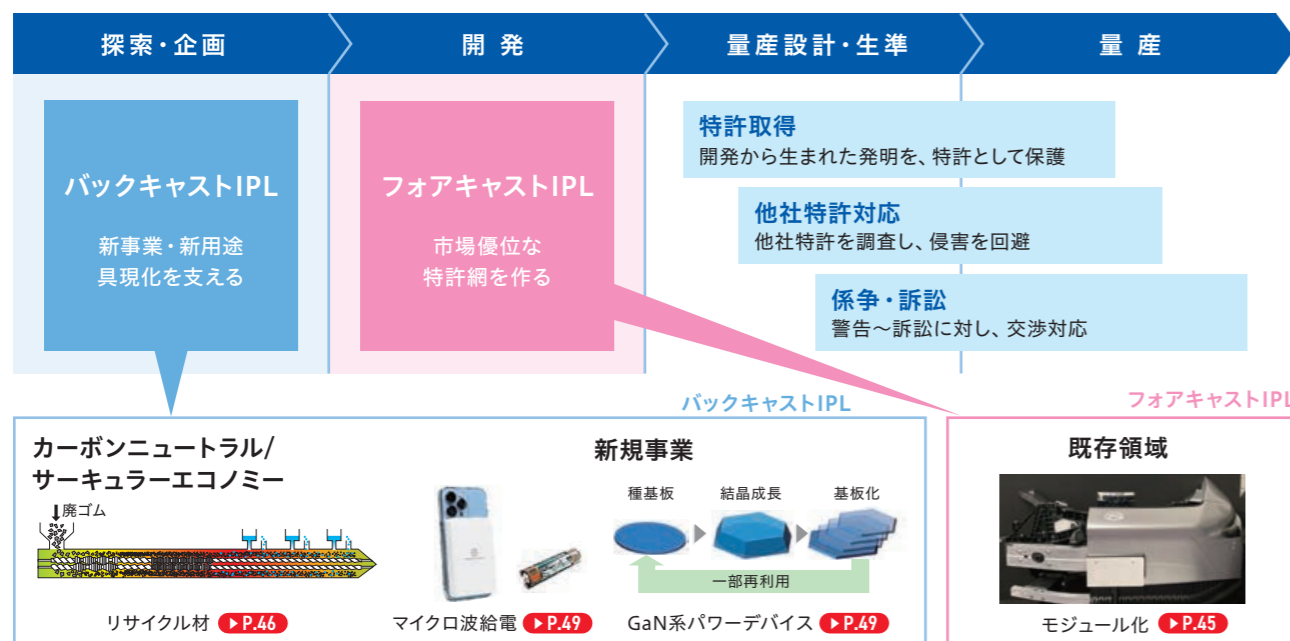 探索・企画
開発
量産設計・生準
量産
バックキャストIPL
新事業・新用途
具現化を支える
フォアキャストIPL
市場優位な
特許網を作る
特許取得
開発から生まれた発明を、特許として保護
他社特許対応
他社特許を調査し、侵害を回避
係争・訴訟
警告～訴訟に対し、交渉対応
バックキャストIPL
カーボンニュートラル/
サーキュラーエコノミー
↓廃ゴム
リサイクル材 ▶P.46
新規事業
マイクロ波給電 ▶P.49
種基板
結晶成長
基板化
一部再利用
GaN系パワーデバイス ▶P.49
フォアキャストIPL
既存領域
モジュール化 ▶P.45